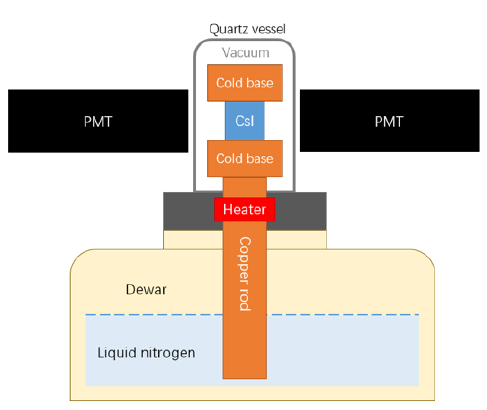 Quartz vessel
Vacuum
Cold base
PMT
CsI
PMT
Cold base
Heater
Copper rod
Dewar
Liquid nitrogen